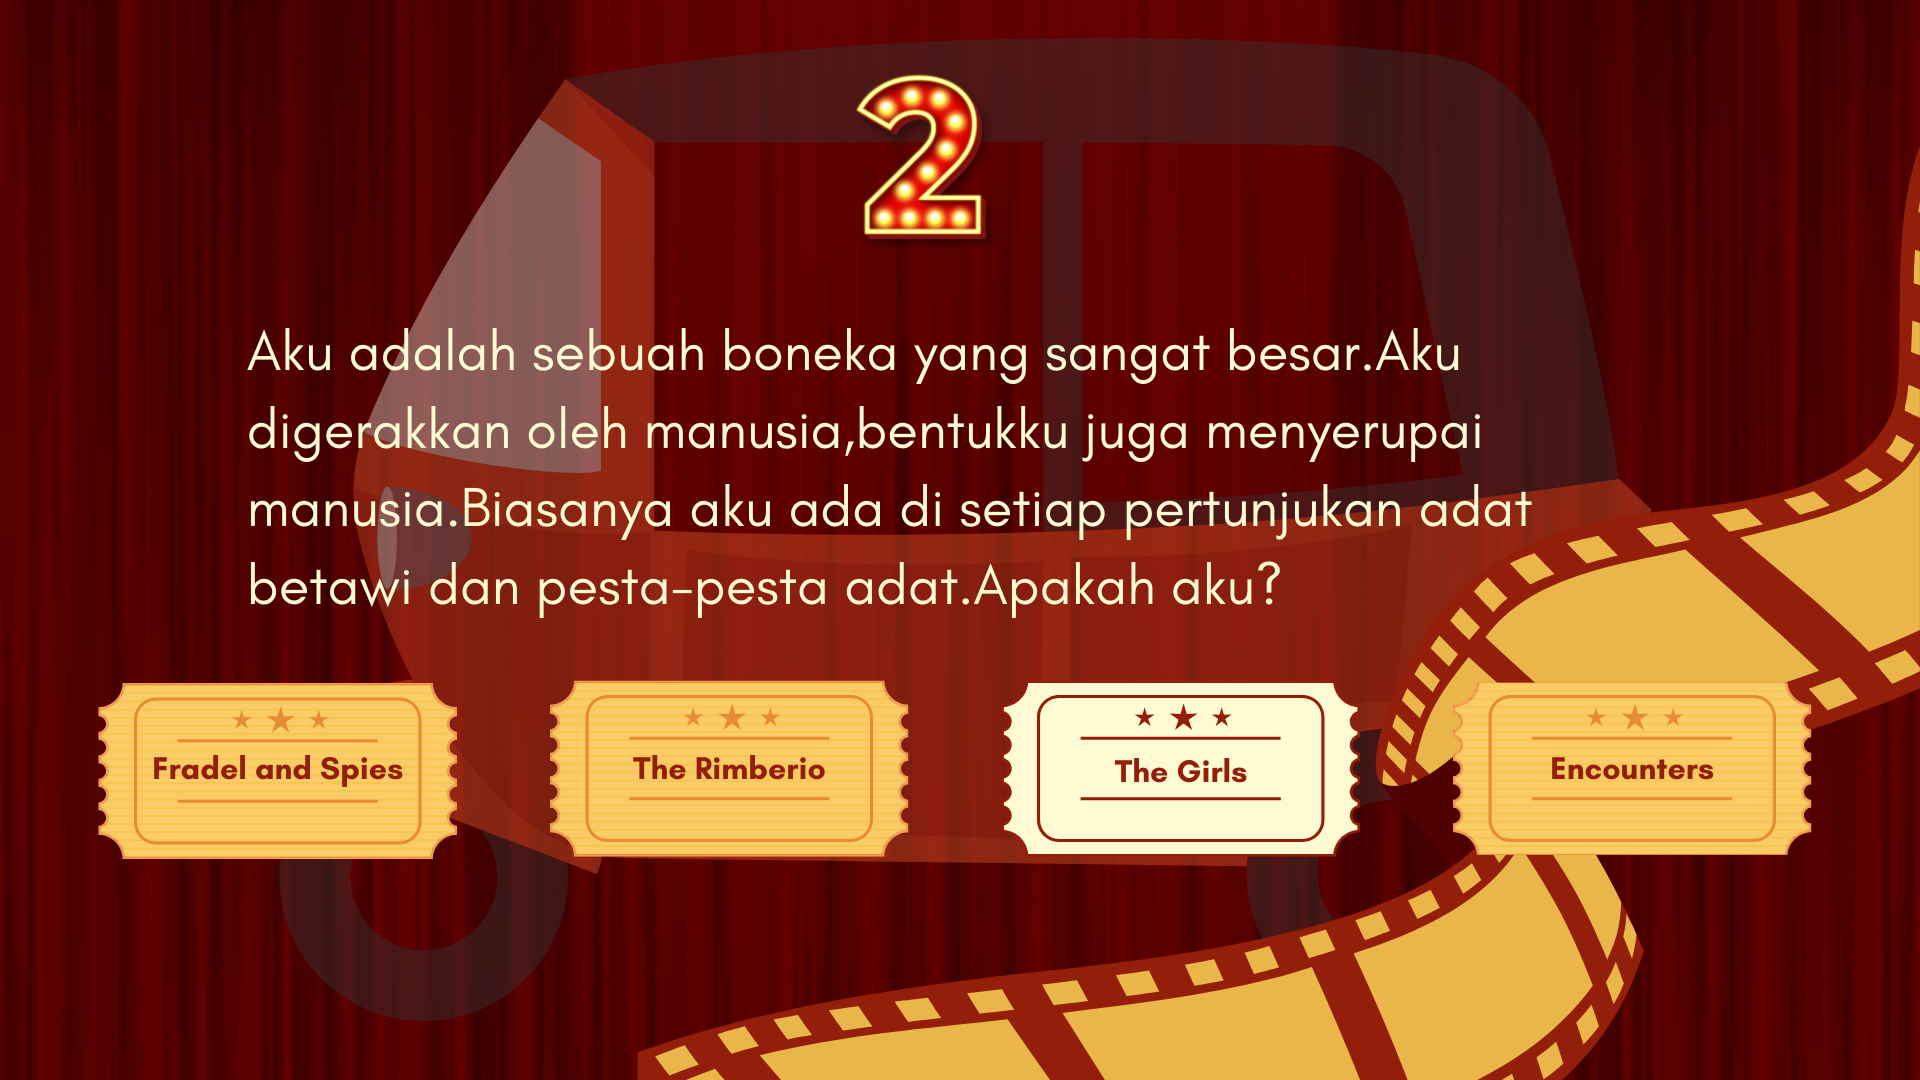 2
Aku adalah sebuah boneka yang sangat besar.Aku
digerakkan oleh manusia,bentukku juga menyerupai
manusia.Biasanya aku ada di setiap pertunjukan adat
betawi dan pesta-pesta adat.Apakah aku?
Fradel and Spies
The Rimberio
The Girls
Encounters